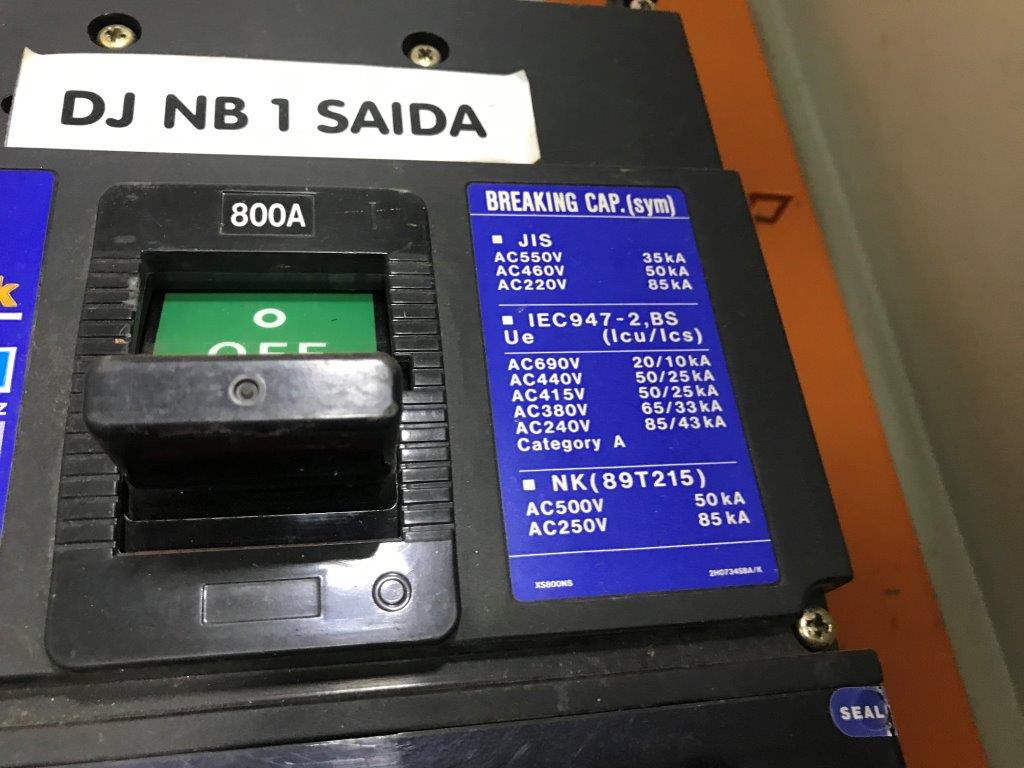 DJ NB 1 SAIDA
800A
O
OFF
k
z
BREAKING CAP.(sym)
■ JIS
AC550V 35kA
AC460V 50kA
AC220V 85kA
■ IEC947-2,BS
Ue (Icu/Ics)
AC690V 20/10kA
AC440V 50/25kA
AC415V 50/25kA
AC380V 65/33kA
AC240V 85/43kA
Category A
■ NK(89T215)
AC500V 50kA
AC250V 85kA
XS800NS
SEAL